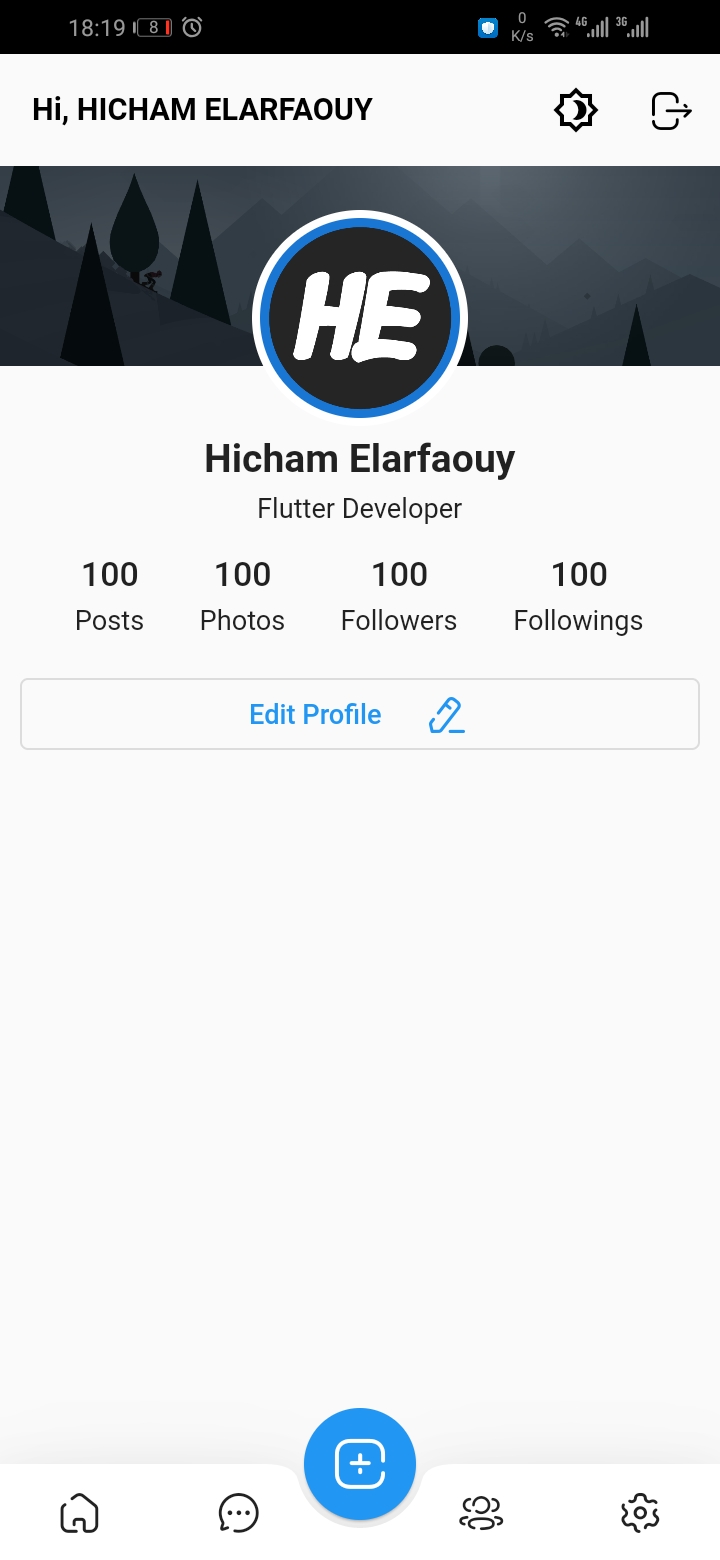 18:19 8 0 K/s 4G 3G
Hi, HICHAM ELARFAOUY
HE
Hicham Elarfaouy
Flutter Developer
100 100 100 100
Posts Photos Followers Followings
Edit Profile